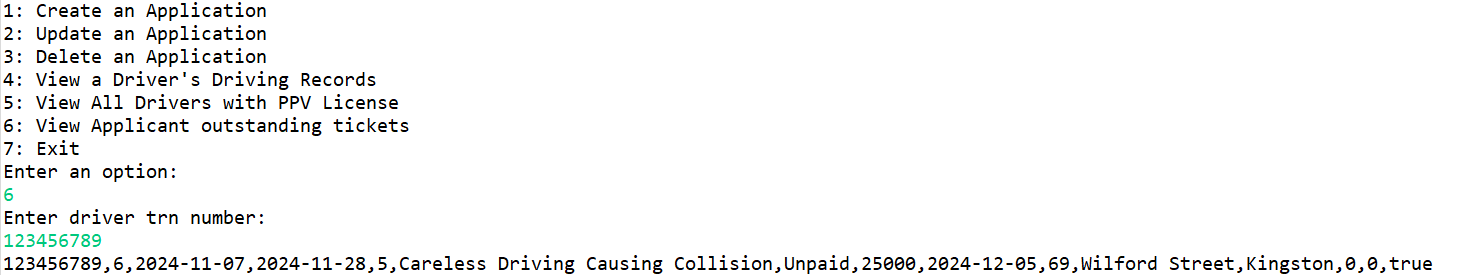 1: Create an Application
2: Update an Application
3: Delete an Application
4: View a Driver's Driving Records
5: View All Drivers with PPV License
6: View Applicant outstanding tickets
7: Exit
Enter an option:
6
Enter driver trn number:
123456789
123456789,6,2024-11-07,2024-11-28,5,Careless Driving Causing Collision,Unpaid,25000,2024-12-05,69,Wilford Street,Kingston,0,0,true